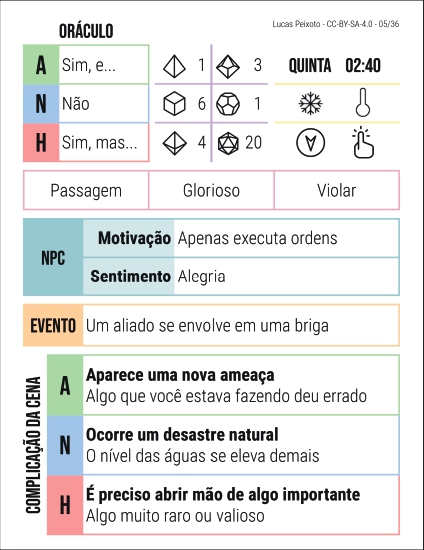 Lucas Peixoto - CC-BY-SA-4.0 - 05/36
ORÁCULO
A Sim, e...
N Não
H Sim, mas...
1 3
6 1
4 20
QUINTA 02:40
Passagem Glorioso Violar
NPC
Motivação Apenas executa ordens
Sentimento Alegria
EVENTO Um aliado se envolve em uma briga
COMPLICAÇÃO DA CENA
A Aparece uma nova ameaça
Algo que você estava fazendo deu errado
N Ocorre um desastre natural
O nível das águas se eleva demais
H É preciso abrir mão de algo importante
Algo muito raro ou valioso